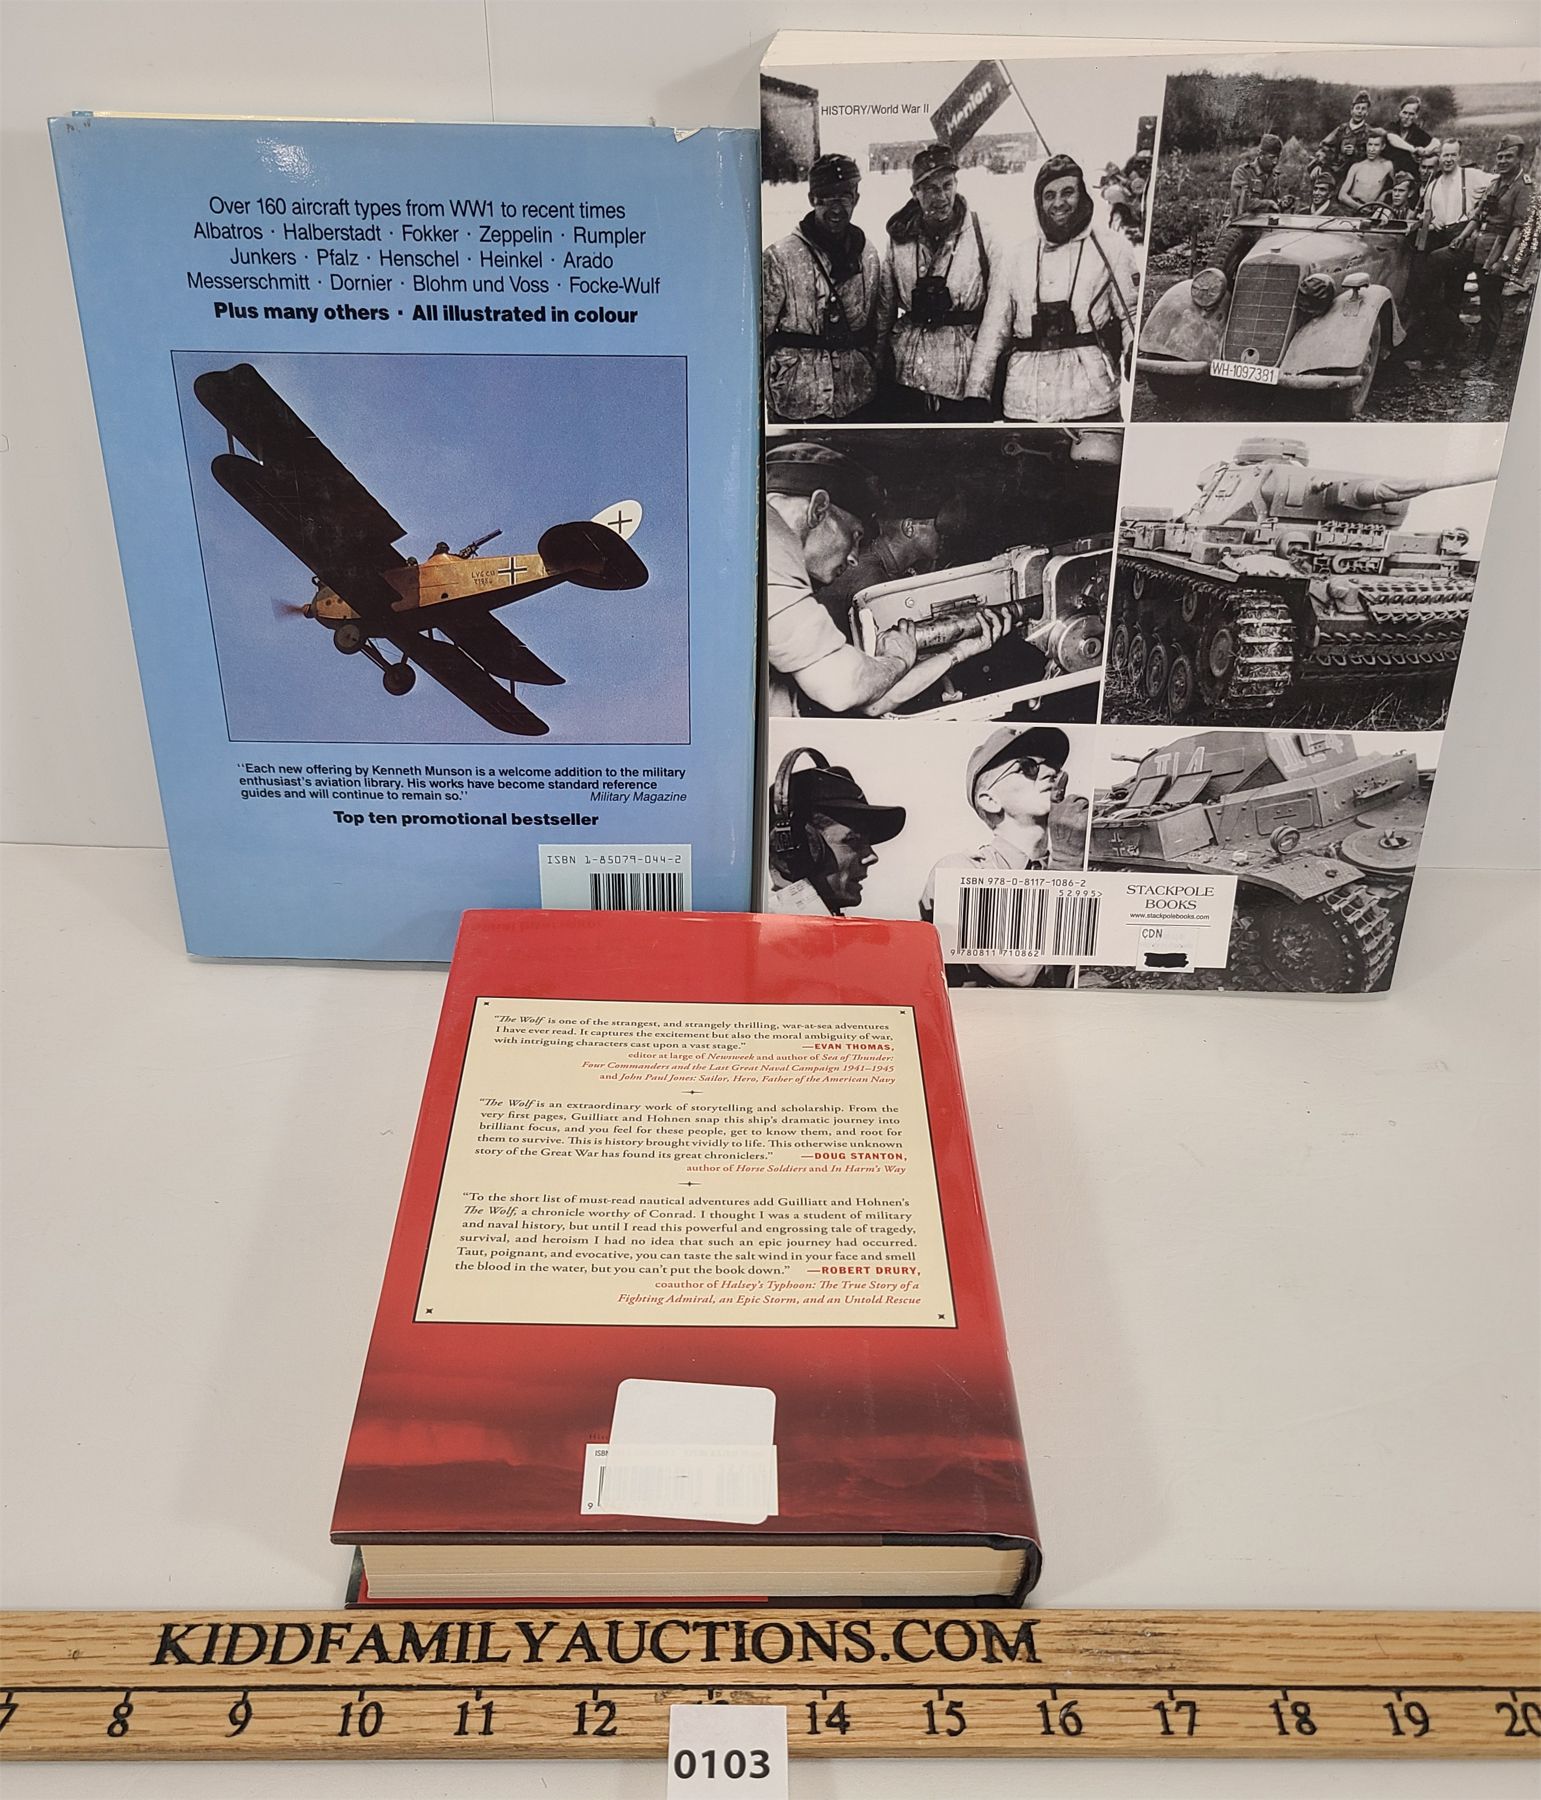 Over 160 aircraft types from WW1 to recent times
Albatros · Halberstadt · Fokker · Zeppelin · Rumpler
Junkers · Pfalz · Henschel · Heinkel · Arado
Messerschmitt · Dornier · Blohm und Voss · Focke-Wulf
Plus many others · All illustrated in colour
"Each new offering by Kenneth Munson is a welcome addition to the military
enthusiast's aviation library. His works have become standard reference
guides and will continue to remain so."
Military Magazine
Top ten promotional bestseller
ISBN 1-85079-044-2
HISTORY/World War II
WH-1097381
ISBN 978-0-8117-1086-2
52995>
9 780811 710862
STACKPOLE
BOOKS
www.stackpolebooks.com
CDN
"The Wolf is one of the strangest, and strangely thrilling, war-at-sea adventures
I have ever read. It captures the excitement but also the moral ambiguity of war,
with intriguing characters cast upon a vast stage." —EVAN THOMAS,
editor at large of Newsweek and author of Sea of Thunder:
Four Commanders and the Last Great Naval Campaign 1941–1945
and John Paul Jones: Sailor, Hero, Father of the American Navy
"The Wolf is an extraordinary work of storytelling and scholarship. From the
very first pages, Guilliatt and Hohnen snap this ship's dramatic journey into
brilliant focus, and you feel for these people, get to know them, and root for
them to survive. This is history brought vividly to life. This otherwise unknown
story of the Great War has found its great chroniclers." —DOUG STANTON,
author of Horse Soldiers and In Harm's Way
"To the short list of must-read nautical adventures add Guilliatt and Hohnen's
The Wolf, a chronicle worthy of Conrad. I thought I was a student of military
and naval history, but until I read this powerful and engrossing tale of tragedy,
survival, and heroism I had no idea that such an epic journey had occurred.
Taut, poignant, and evocative, you can taste the salt wind in your face and smell
the blood in the water, but you can't put the book down." —ROBERT DRURY,
coauthor of Halsey's Typhoon: The True Story of a
Fighting Admiral, an Epic Storm, and an Untold Rescue
ISBN
9
KIDDFAMILYAUCTIONS.COM
7 8 9 10 11 12 14 15 16 17 18 19 20
0103